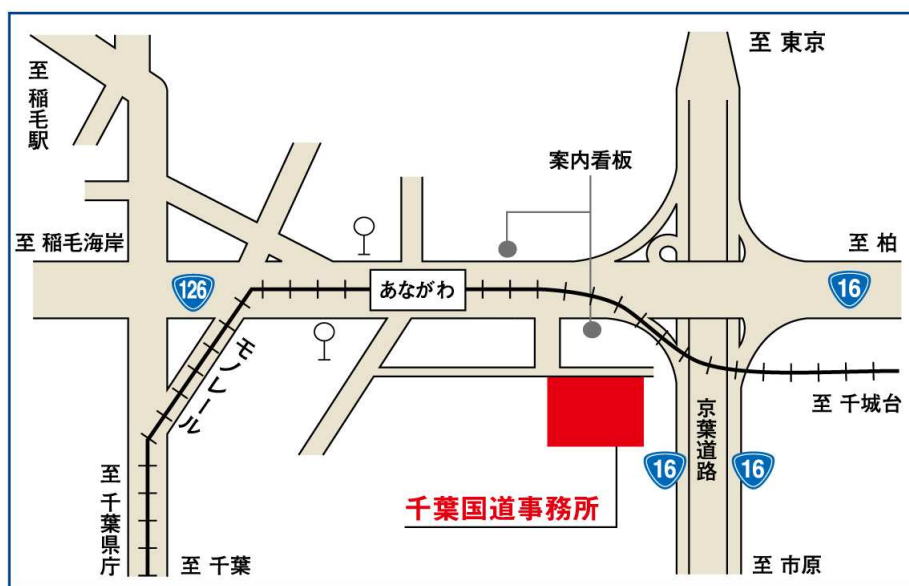 至 東京
至 稲毛駅
案内看板
至 稲毛海岸
至 柏
126
あながわ
16
モノレール
至 千城台
京葉道路
16
16
千葉国道事務所
至 千葉県庁
至 千葉
至 市原